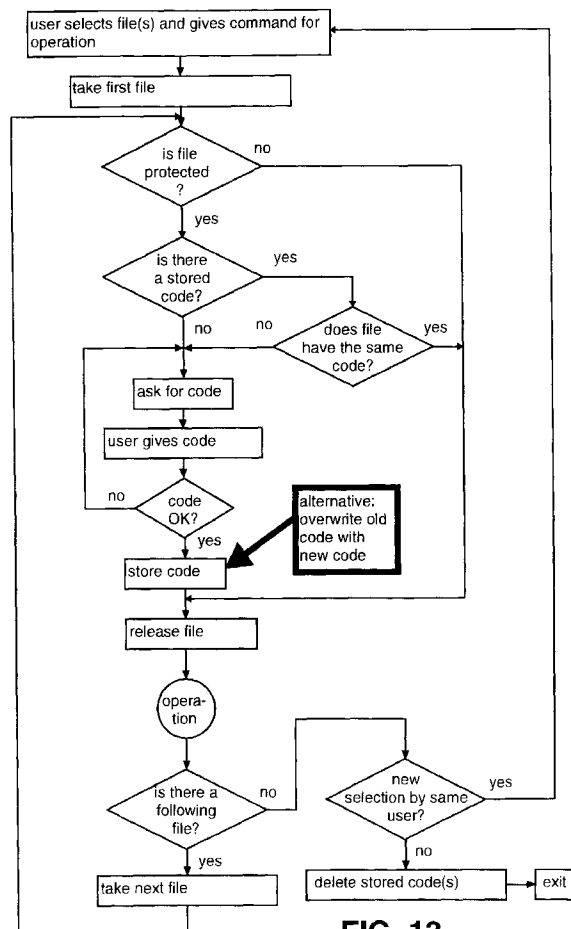 user selects file(s) and gives command for
operation
take first file
is file
protected
?
no
yes
is there
a stored
code?
yes
no
does file
have the same
code?
no
yes
ask for code
user gives code
code
OK?
no
yes
alternative:
overwrite old
code with
new code
store code
release file
opera-
tion
is there a
following
file?
no
yes
new
selection by same
user?
yes
no
take next file
delete stored code(s)
exit